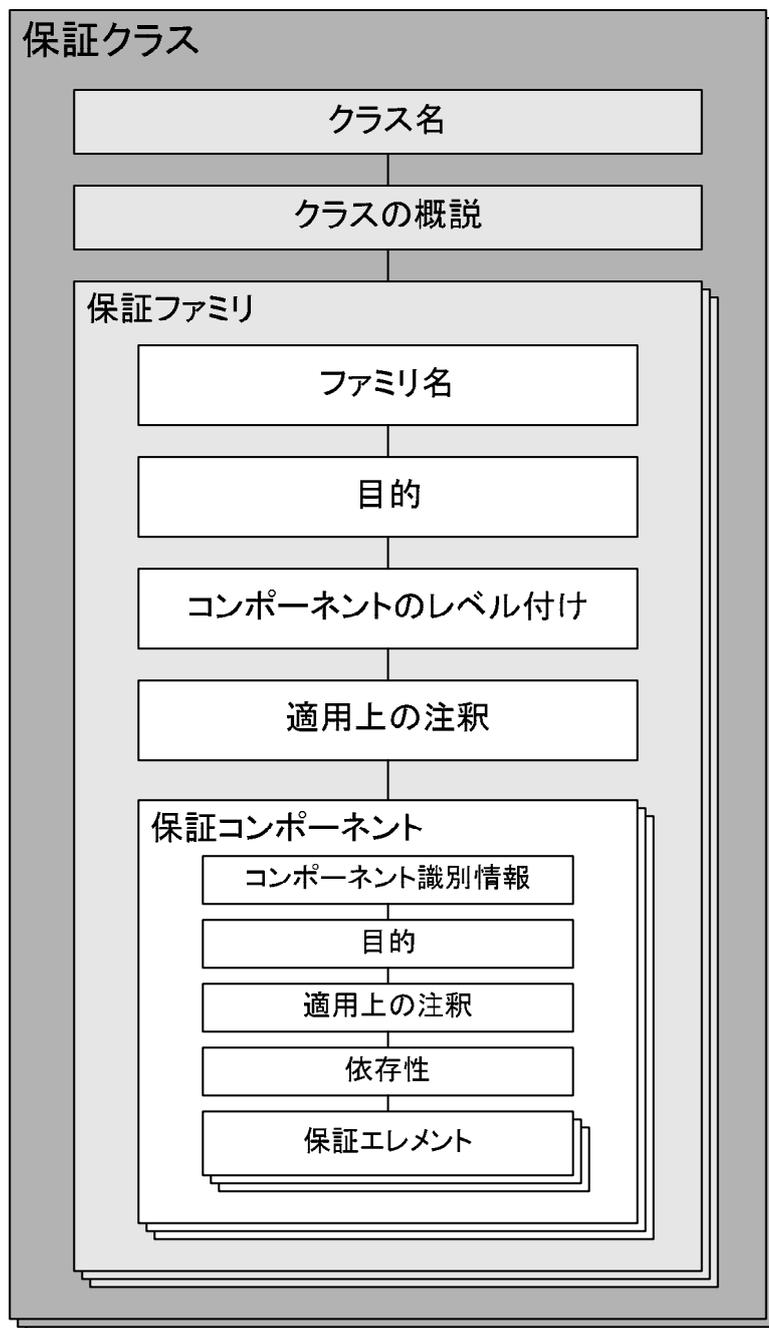 保証クラス
クラス名
クラスの概説
保証ファミリ
ファミリ名
目的
コンポーネントのレベル付け
適用上の注釈
保証コンポーネント
コンポーネント識別情報
目的
適用上の注釈
依存性
保証エレメント